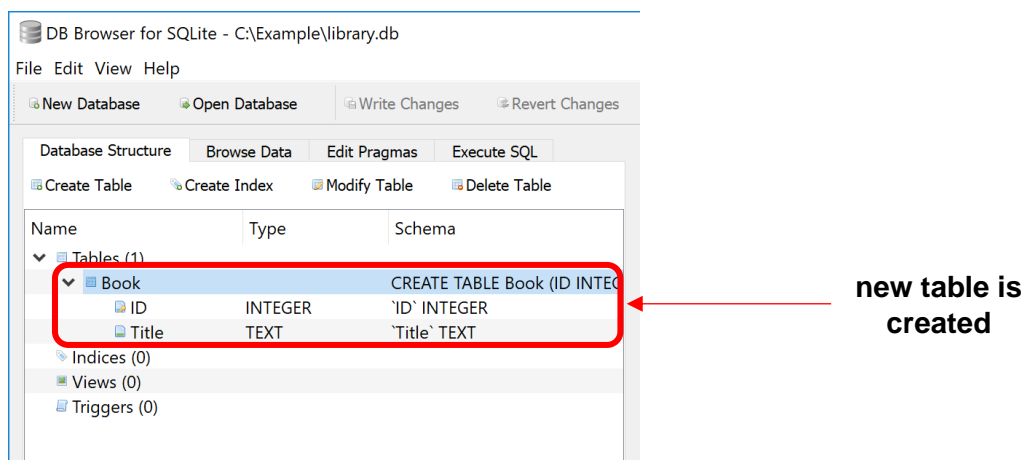 DB Browser for SQLite - C:\Example\library.db
File Edit View Help
New Database Open Database Write Changes Revert Changes
Database Structure Browse Data Edit Pragmas Execute SQL
Create Table Create Index Modify Table Delete Table
Name Type Schema
Tables (1)
Book CREATE TABLE Book (ID INTEG
ID INTEGER `ID` INTEGER
Title TEXT `Title` TEXT
Indices (0)
Views (0)
Triggers (0)
new table is
created